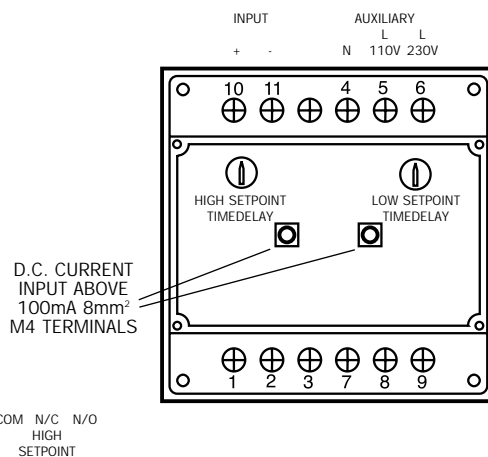 INPUT AUXILIARY
L L
+ - N 110V 230V
10 11 4 5 6
HIGH SETPOINT
TIMEDELAY
LOW SETPOINT
TIMEDELAY
D.C. CURRENT
INPUT ABOVE
100mA 8mm²
M4 TERMINALS
1 2 3 7 8 9
COM N/C N/O
HIGH
SETPOINT